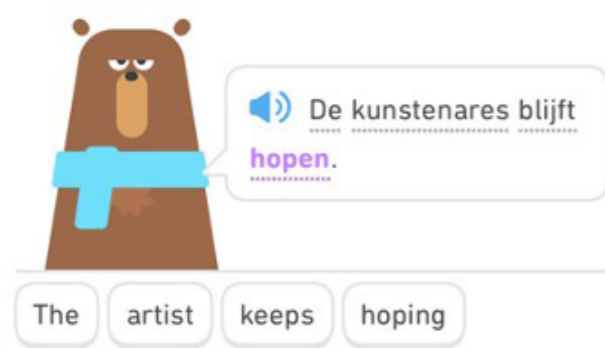 De kunstenares blijft
hopen.
The artist keeps hoping